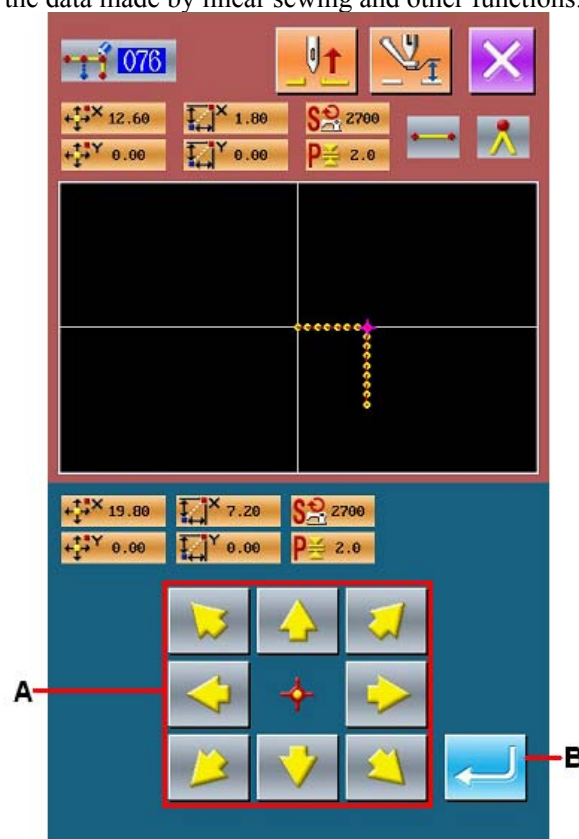 the data made by linear sewing and other functions.
076
X 12.60 X 1.80 S 2700
Y 0.00 Y 0.00 P 2.0
X 19.80 X 7.20 S 2700
Y 0.00 Y 0.00 P 2.0
A
B